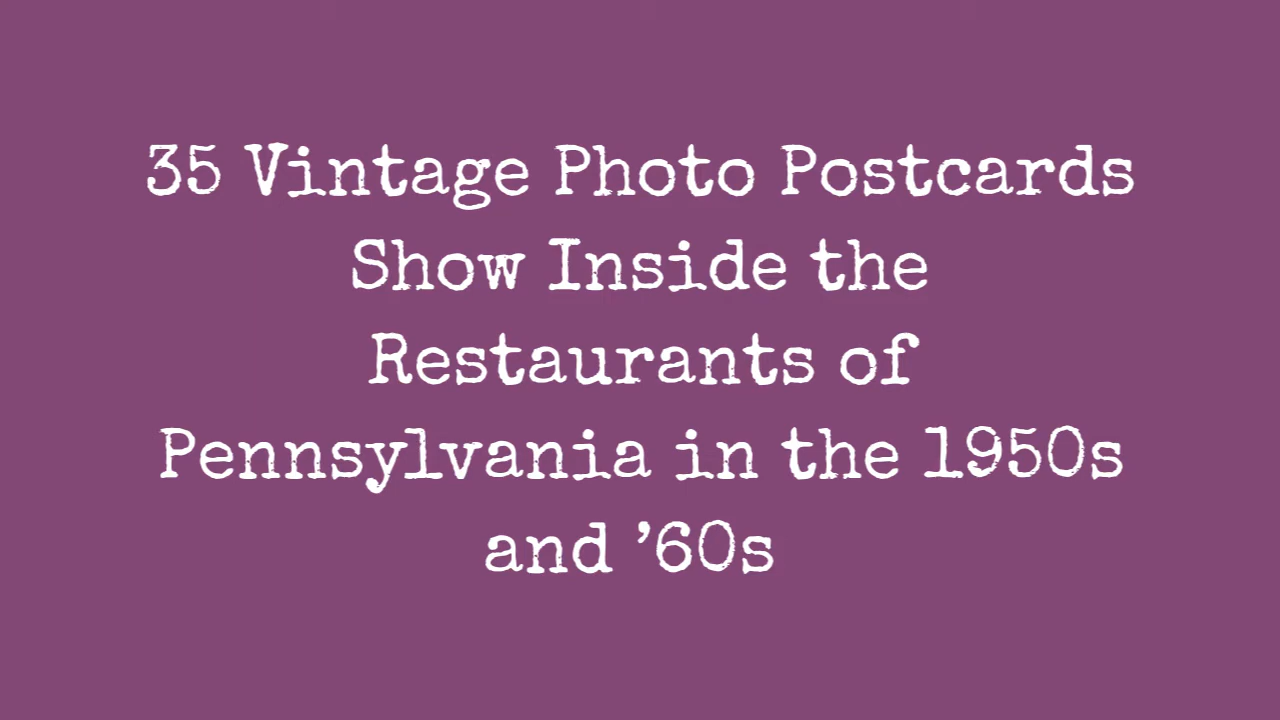 35 Vintage Photo Postcards
Show Inside the
Restaurants of
Pennsylvania in the 1950s
and ’60s